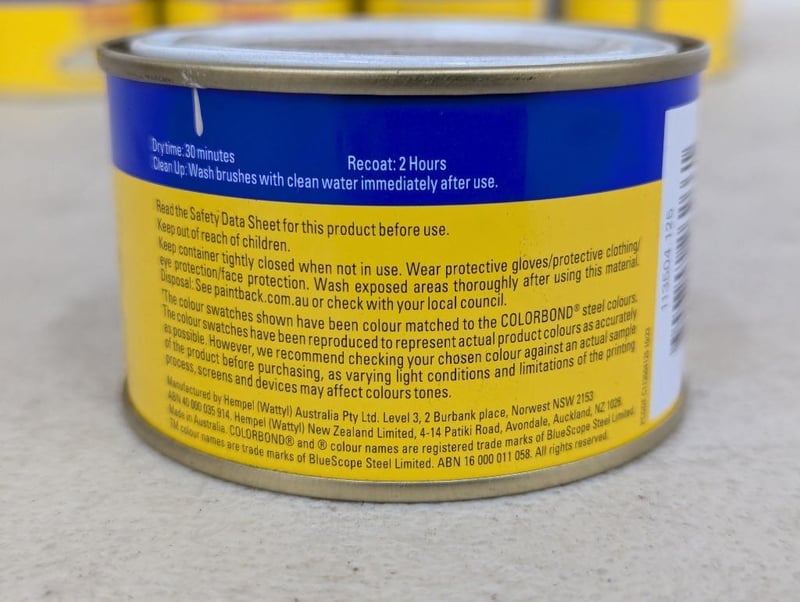 Dry time: 30 minutes
Recoat: 2 Hours
Clean Up: Wash brushes with clean water immediately after use.
Read the Safety Data Sheet for this product before use.
Keep out of reach of children.
Keep container tightly closed when not in use. Wear protective gloves/protective clothing/
eye protection/face protection. Wash exposed areas thoroughly after using this material.
Disposal: See paintback.com.au or check with your local council.
*The colour swatches shown have been colour matched to the COLORBOND® steel colours.
The colour swatches have been reproduced to represent actual product colours as accurately
as possible. However, we recommend checking your chosen colour against an actual sample
of the product before purchasing, as varying light conditions and limitations of the printing
process, screens and devices may affect colours tones.
Manufactured by Hempel (Wattyl) Australia Pty Ltd. Level 3, 2 Burbank place, Norwest NSW 2153
ABN 40 000 035 914. Hempel (Wattyl) New Zealand Limited, 4-14 Patiki Road, Avondale, Auckland, NZ 1026.
Made in Australia. COLORBOND® and ® colour names are registered trade marks of BlueScope Steel Limited.
TM colour names are trade marks of BlueScope Steel Limited. ABN 16 000 011 058. All rights reserved.
113504 125